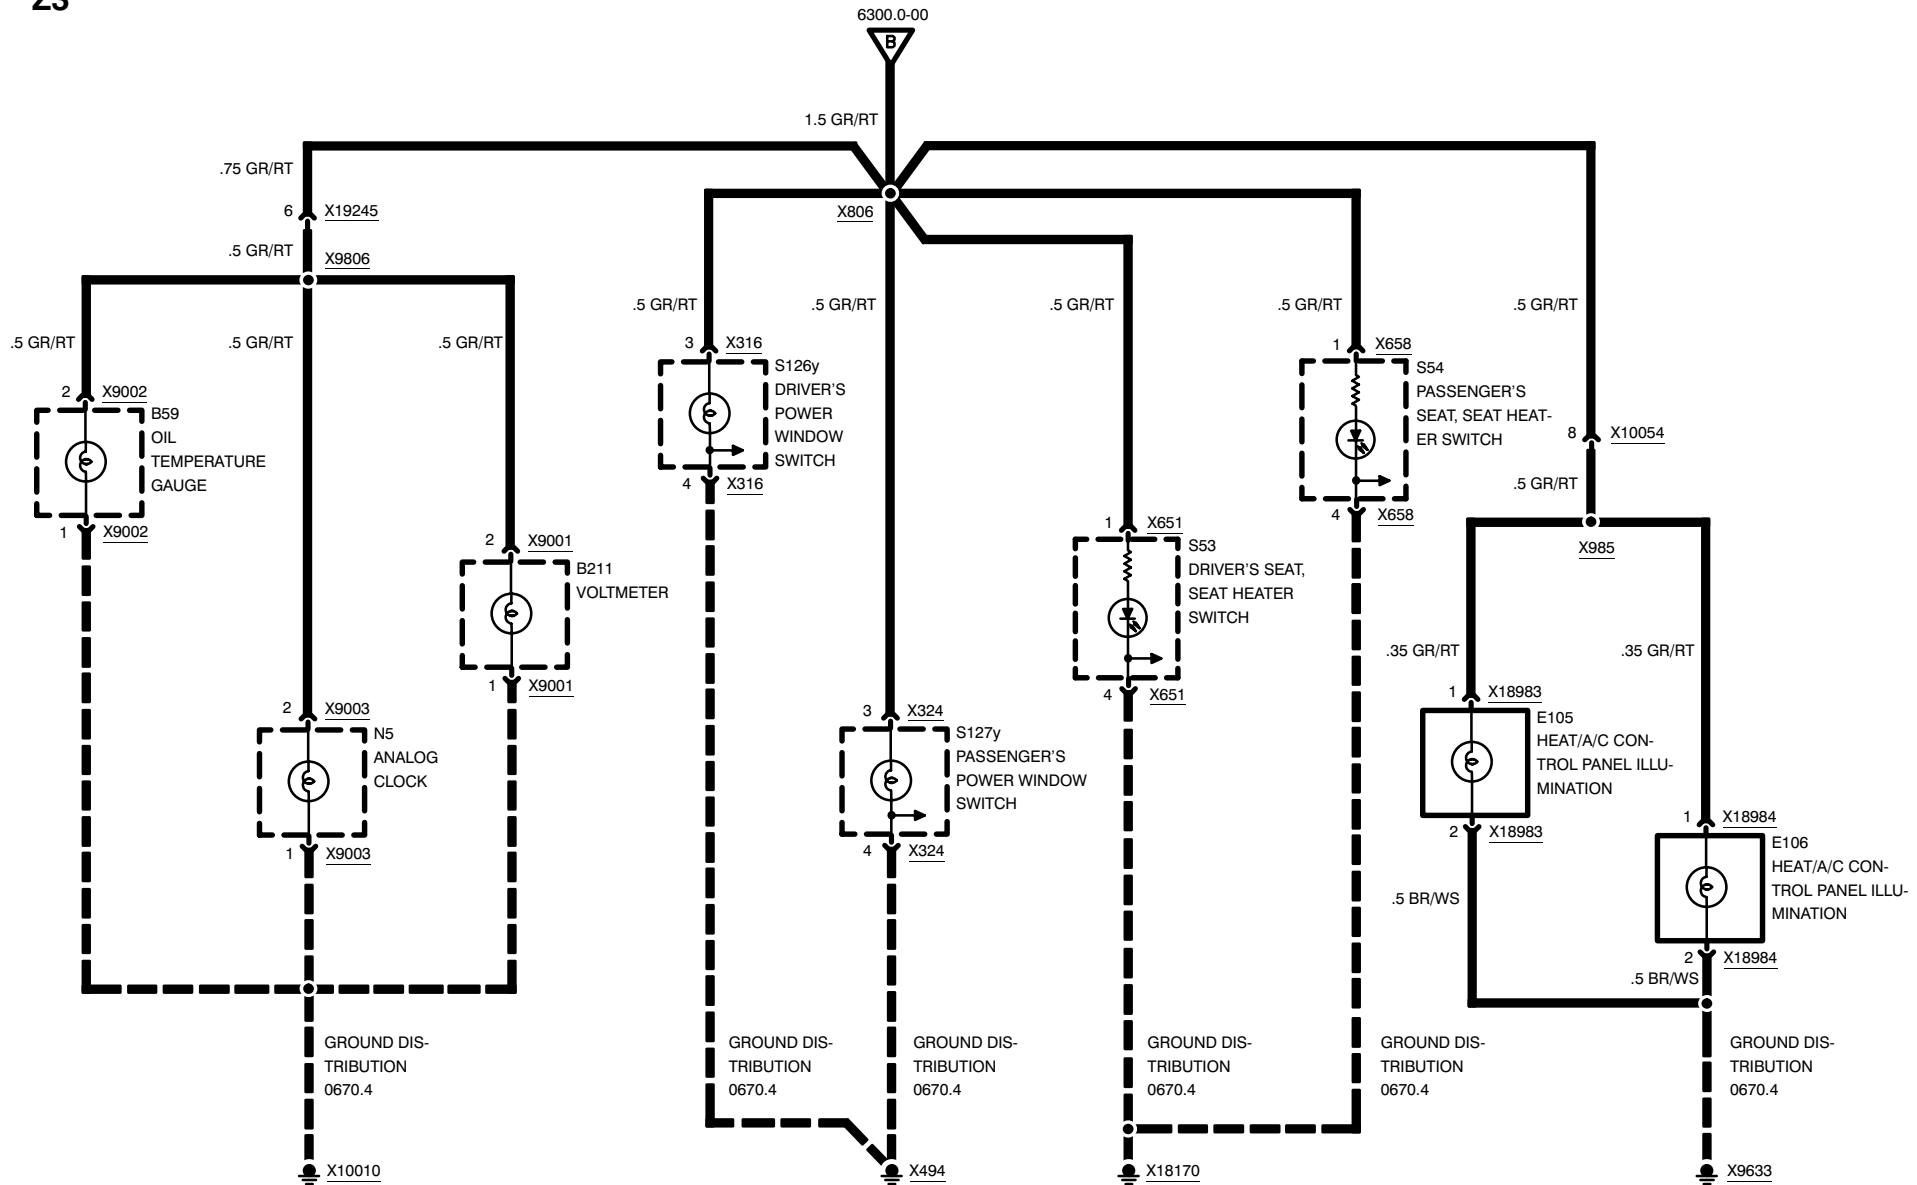 Z3
6300.0-00
B
1.5 GR/RT
.75 GR/RT
6 X19245
X806
.5 GR/RT
X9806
.5 GR/RT
.5 GR/RT
.5 GR/RT
.5 GR/RT
.5 GR/RT
.5 GR/RT
.5 GR/RT
.5 GR/RT
2 X9002
B59
OIL
TEMPERATURE
GAUGE
1 X9002
2 X9001
B211
VOLTMETER
1 X9001
2 X9003
N5
ANALOG
CLOCK
1 X9003
3 X316
S126y
DRIVER'S
POWER
WINDOW
SWITCH
4 X316
3 X324
S127y
PASSENGER'S
POWER WINDOW
SWITCH
4 X324
1 X651
S53
DRIVER'S SEAT,
SEAT HEATER
SWITCH
4 X651
1 X658
S54
PASSENGER'S
SEAT, SEAT HEAT-
ER SWITCH
4 X658
8 X10054
.5 GR/RT
X985
.35 GR/RT
.35 GR/RT
1 X18983
E105
HEAT/A/C CON-
TROL PANEL ILLU-
MINATION
2 X18983
1 X18984
E106
HEAT/A/C CON-
TROL PANEL ILLU-
MINATION
2 X18984
.5 BR/WS
.5 BR/WS
GROUND DIS-
TRIBUTION
0670.4
GROUND DIS-
TRIBUTION
0670.4
GROUND DIS-
TRIBUTION
0670.4
GROUND DIS-
TRIBUTION
0670.4
GROUND DIS-
TRIBUTION
0670.4
GROUND DIS-
TRIBUTION
0670.4
X10010
X494
X18170
X9633